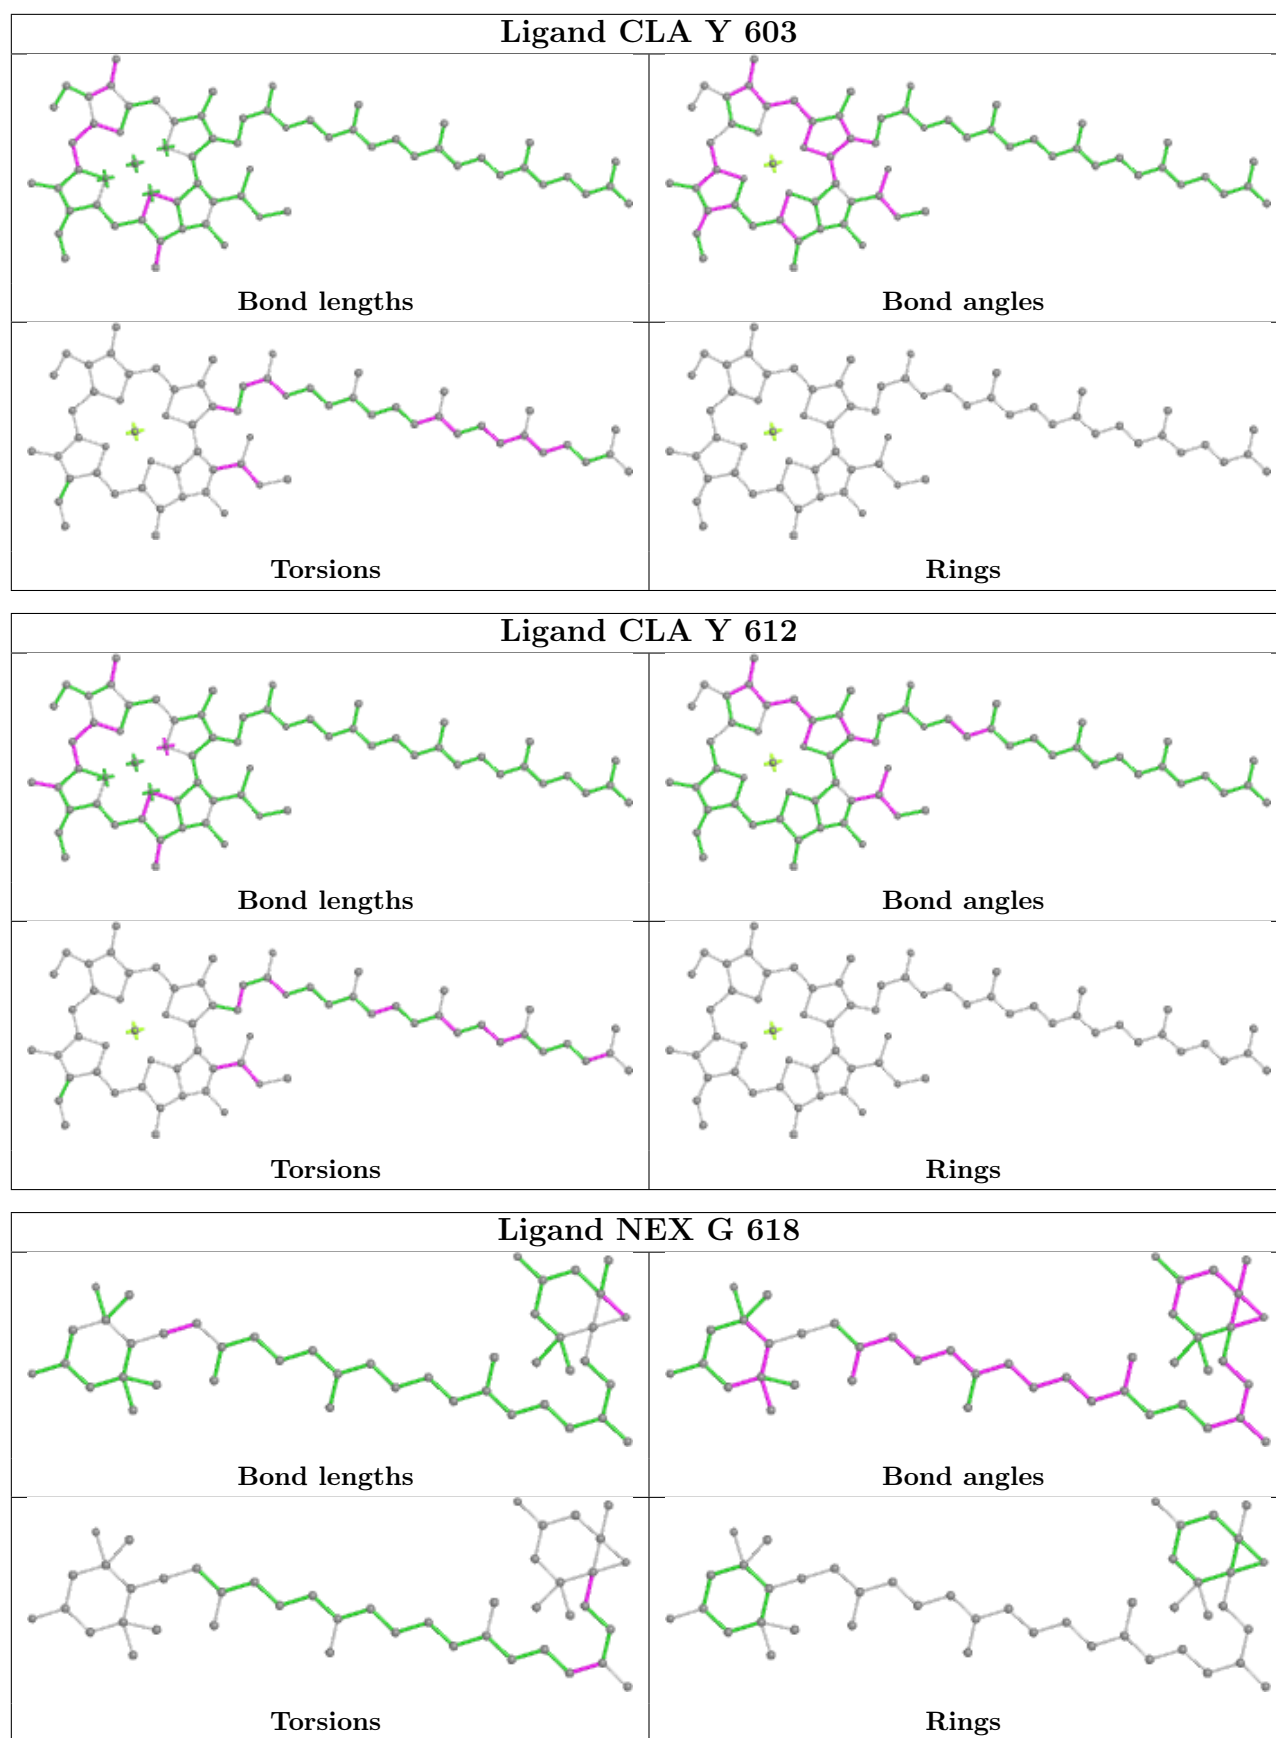 Ligand CLA Y 603
Bond lengths
Bond angles
Torsions
Rings
Ligand CLA Y 612
Bond lengths
Bond angles
Torsions
Rings
Ligand NEX G 618
Bond lengths
Bond angles
Torsions
Rings